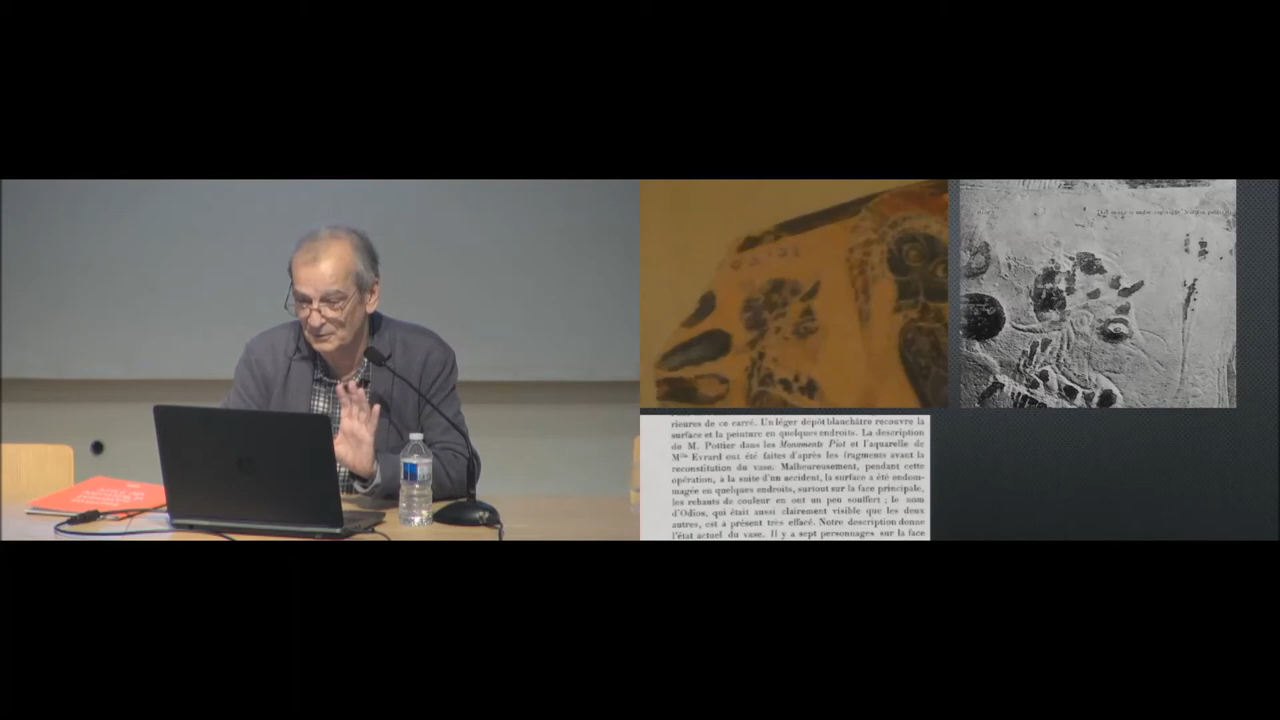 rieures de ce carré. Un léger dépôt blanchâtre recouvre la
surface et la peinture en quelques endroits. La description
de M. Pottier dans les Monuments Piot et l'aquarelle de
Mlle Evrard ont été faites d'après les fragments avant la
reconstitution du vase. Malheureusement, pendant cette
opération, à la suite d'un accident, la surface a été endom-
magée en quelques endroits, surtout sur la face principale,
les rehauts de couleur en ont un peu souffert ; le nom
d'Odios, qui était aussi clairement visible que les deux
autres, est à présent très effacé. Notre description donne
l'état actuel du vase. Il y a sept personnages sur la face